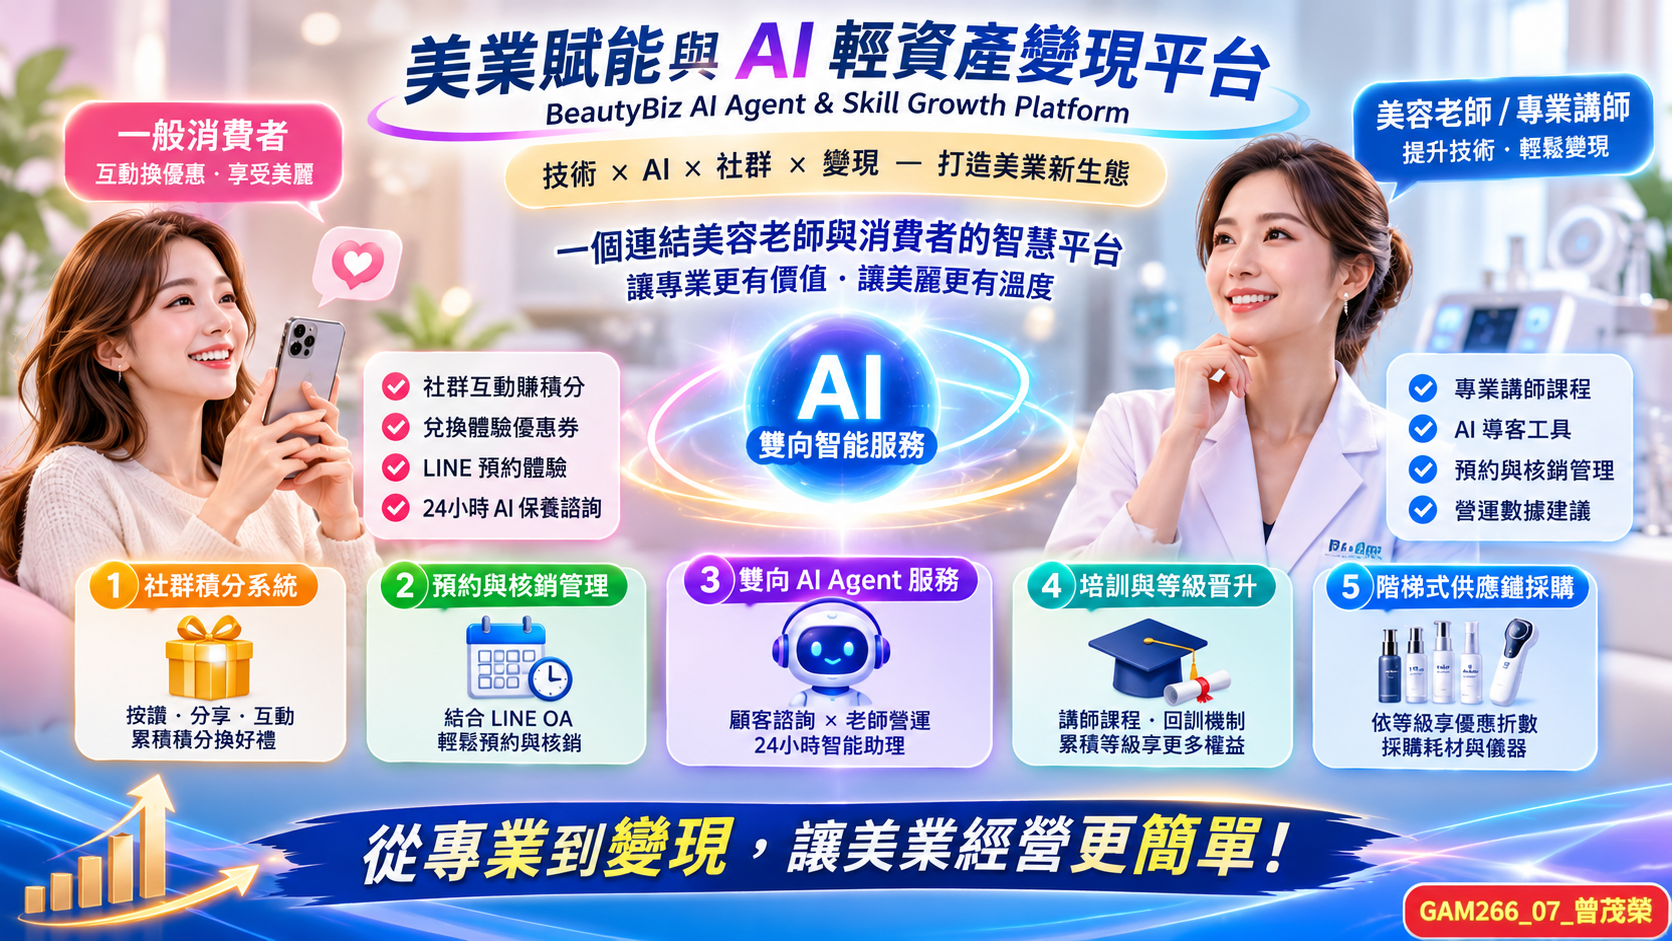 美業賦能與 AI 輕資產變現平台
BeautyBiz AI Agent & Skill Growth Platform
技術 × AI × 社群 × 變現 — 打造美業新生態
一個連結美容老師與消費者的智慧平台
讓專業更有價值．讓美麗更有溫度
一般消費者
互動換優惠．享受美麗
美容老師 / 專業講師
提升技術．輕鬆變現
社群互動賺積分
兌換體驗優惠券
LINE 預約體驗
24小時 AI 保養諮詢
AI
雙向智能服務
專業講師課程
AI 導客工具
預約與核銷管理
營運數據建議
1 社群積分系統
按讚．分享．互動
累積積分換好禮
2 預約與核銷管理
結合 LINE OA
輕鬆預約與核銷
3 雙向 AI Agent 服務
顧客諮詢 × 老師營運
24小時智能助理
4 培訓與等級晉升
講師課程．回訓機制
累積等級享更多權益
5 階梯式供應鏈採購
依等級享優應折數
採購耗材與儀器
從專業到變現，讓美業經營更簡單！
GAM266_07_曾茂榮